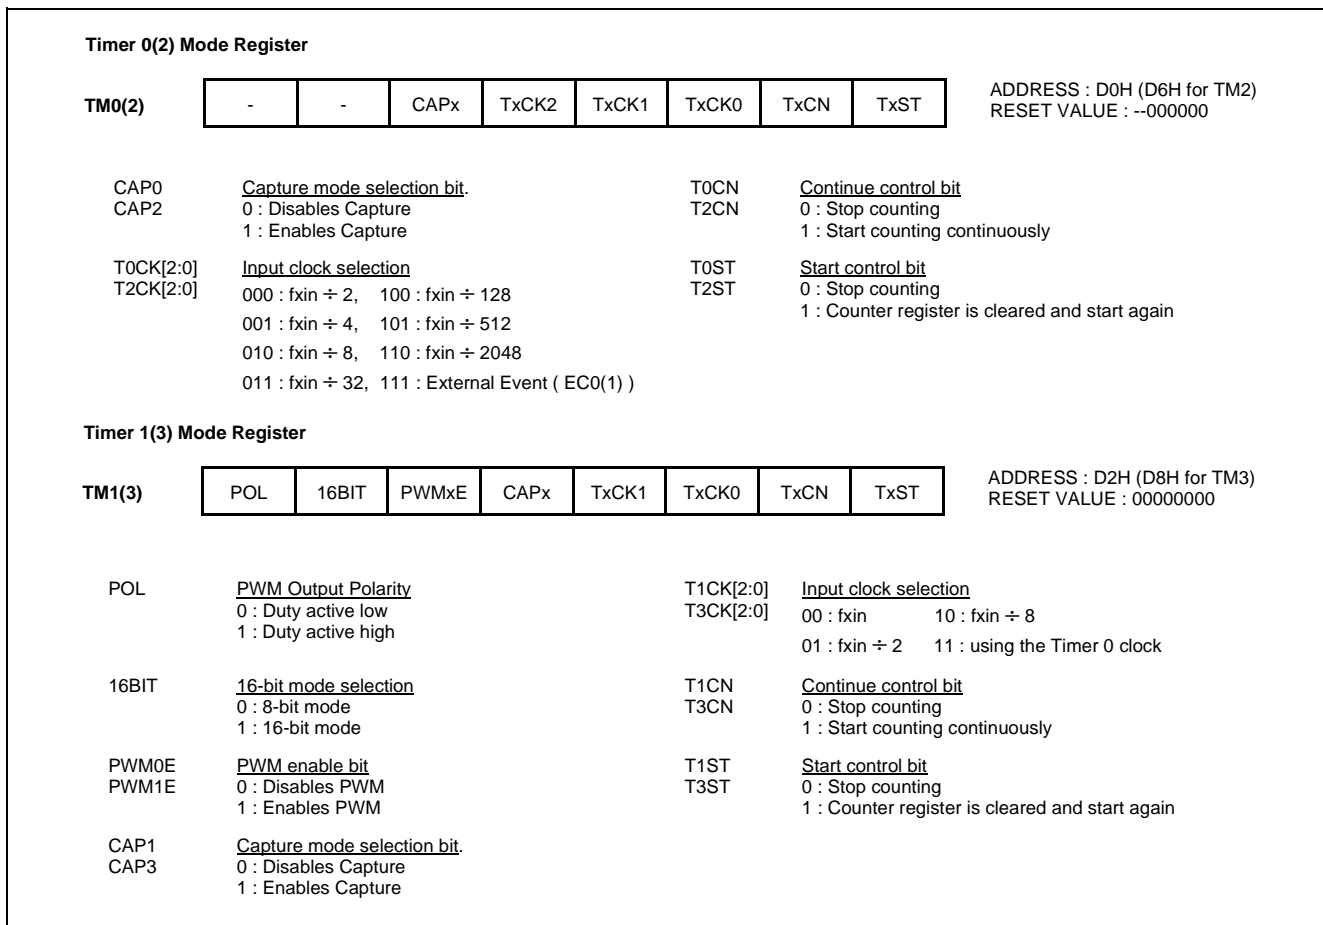 Timer 0(2) Mode Register
TM0(2) - - CAPx TxCK2 TxCK1 TxCK0 TxCN TxST
ADDRESS : D0H (D6H for TM2)
RESET VALUE : --000000
CAP0
CAP2
Capture mode selection bit.
0 : Disables Capture
1 : Enables Capture
T0CN
T2CN
Continue control bit
0 : Stop counting
1 : Start counting continuously
T0CK[2:0]
T2CK[2:0]
Input clock selection
000 : fxin ÷ 2, 100 : fxin ÷ 128
001 : fxin ÷ 4, 101 : fxin ÷ 512
010 : fxin ÷ 8, 110 : fxin ÷ 2048
011 : fxin ÷ 32, 111 : External Event ( EC0(1) )
T0ST
T2ST
Start control bit
0 : Stop counting
1 : Counter register is cleared and start again
Timer 1(3) Mode Register
TM1(3) POL 16BIT PWMxE CAPx TxCK1 TxCK0 TxCN TxST
ADDRESS : D2H (D8H for TM3)
RESET VALUE : 00000000
POL
PWM Output Polarity
0 : Duty active low
1 : Duty active high
T1CK[2:0]
T3CK[2:0]
Input clock selection
00 : fxin 10 : fxin ÷ 8
01 : fxin ÷ 2 11 : using the Timer 0 clock
16BIT
16-bit mode selection
0 : 8-bit mode
1 : 16-bit mode
T1CN
T3CN
Continue control bit
0 : Stop counting
1 : Start counting continuously
PWM0E
PWM1E
PWM enable bit
0 : Disables PWM
1 : Enables PWM
T1ST
T3ST
Start control bit
0 : Stop counting
1 : Counter register is cleared and start again
CAP1
CAP3
Capture mode selection bit.
0 : Disables Capture
1 : Enables Capture